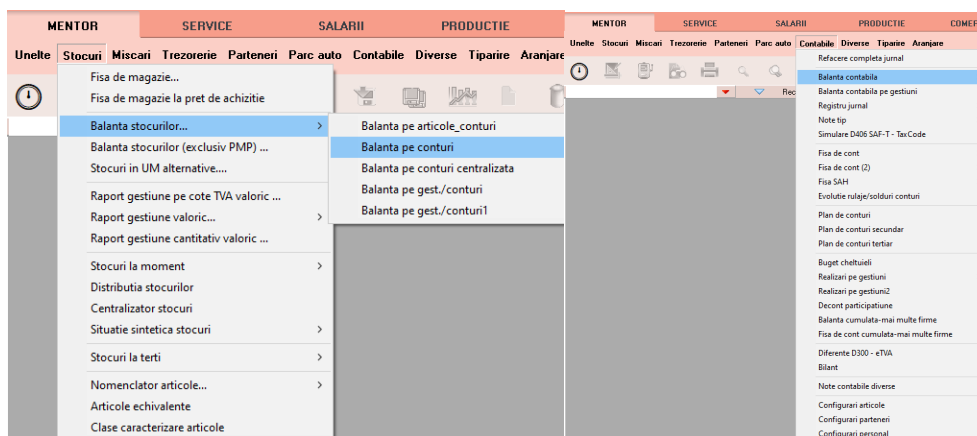 MENTOR SERVICE SALARII PRODUCTIE
Unelte Stocuri Miscari Trezorerie Parteneri Parc auto Contabile Diverse Tiparire Aranjare
Fisa de magazie...
Fisa de magazie la pret de achizitie
Balanta stocurilor...
Balanta stocurilor (exclusiv PMP) ...
Stocuri in UM alternative....
Raport gestiune pe cote TVA valoric ...
Raport gestiune valoric...
Raport gestiune cantitativ valoric ...
Stocuri la moment
Distributia stocurilor
Centralizator stocuri
Situatie sintetica stocuri
Stocuri la terti
Nomenclator articole...
Articole echivalente
Clase caracterizare articole
Balanta pe articole_conturi
Balanta pe conturi
Balanta pe conturi centralizata
Balanta pe gest./conturi
Balanta pe gest./conturi1
MENTOR SERVICE SALARII PRODUCTIE COMER
Unelte Stocuri Miscari Trezorerie Parteneri Parc auto Contabile Diverse Tiparire Aranjare
Rec
Refacere completa jurnal
Balanta contabila
Balanta contabila pe gestiuni
Registru jurnal
Note tip
Simulare D406 SAF-T - TaxCode
Fisa de cont
Fisa de cont (2)
Fisa SAH
Evolutie rulaje/solduri conturi
Plan de conturi
Plan de conturi secundar
Plan de conturi tertiar
Buget cheltuieli
Realizari pe gestiuni
Realizari pe gestiuni2
Decont participatiune
Balanta cumulata-mai multe firme
Fisa de cont cumulata-mai multe firme
Diferente D300 - eTVA
Bilant
Note contabile diverse
Configurari articole
Configurari parteneri
Configurari personal